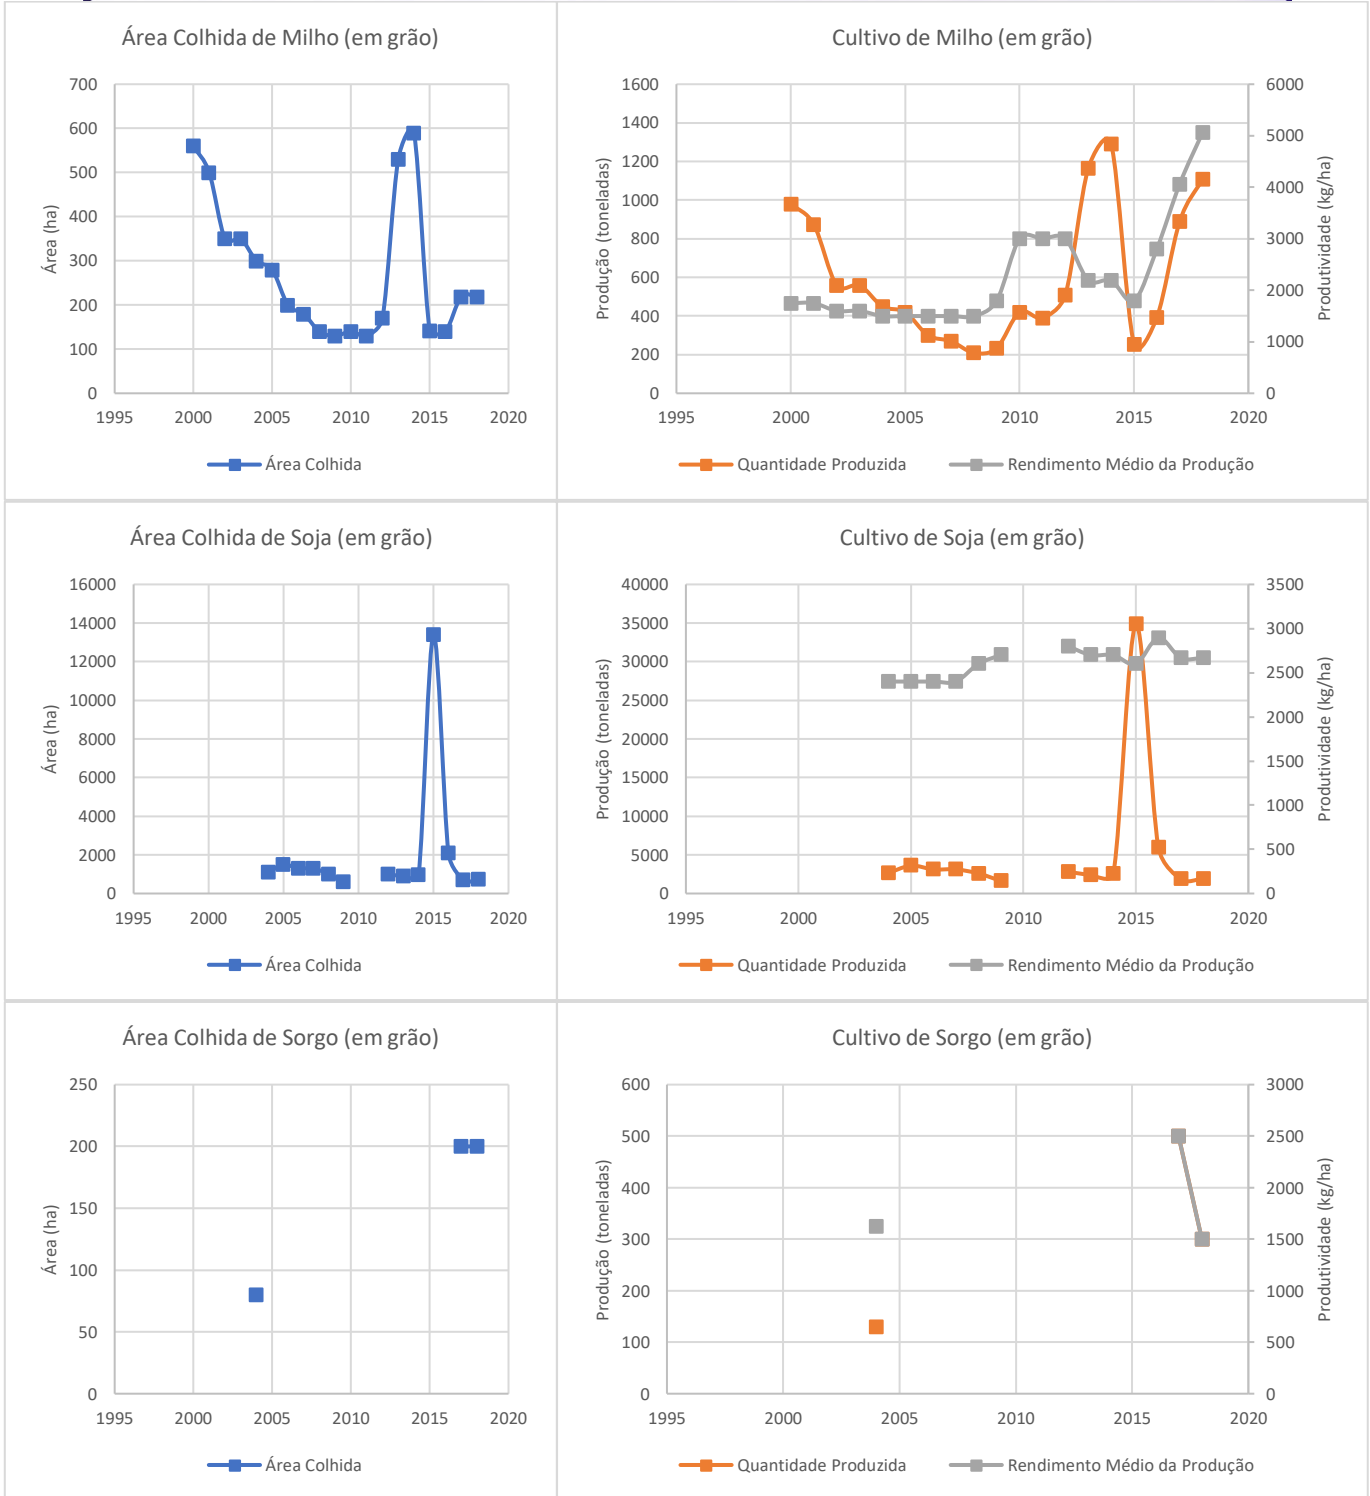 Área Colhida de Milho (em grão)
700
600
500
400
300
200
100
0
Área (ha)
1995 2000 2005 2010 2015 2020
Área Colhida
Cultivo de Milho (em grão)
1600
1400
1200
1000
800
600
400
200
0
Produção (toneladas)
6000
5000
4000
3000
2000
1000
0
Produtividade (kg/ha)
1995 2000 2005 2010 2015 2020
Quantidade Produzida Rendimento Médio da Produção
Área Colhida de Soja (em grão)
16000
14000
12000
10000
8000
6000
4000
2000
0
Área (ha)
1995 2000 2005 2010 2015 2020
Área Colhida
Cultivo de Soja (em grão)
40000
35000
30000
25000
20000
15000
10000
5000
0
Produção (toneladas)
3500
3000
2500
2000
1500
1000
500
0
Produtividade (kg/ha)
1995 2000 2005 2010 2015 2020
Quantidade Produzida Rendimento Médio da Produção
Área Colhida de Sorgo (em grão)
250
200
150
100
50
0
Área (ha)
1995 2000 2005 2010 2015 2020
Área Colhida
Cultivo de Sorgo (em grão)
600
500
400
300
200
100
0
Produção (toneladas)
3000
2500
2000
1500
1000
500
0
Produtividade (kg/ha)
1995 2000 2005 2010 2015 2020
Quantidade Produzida Rendimento Médio da Produção